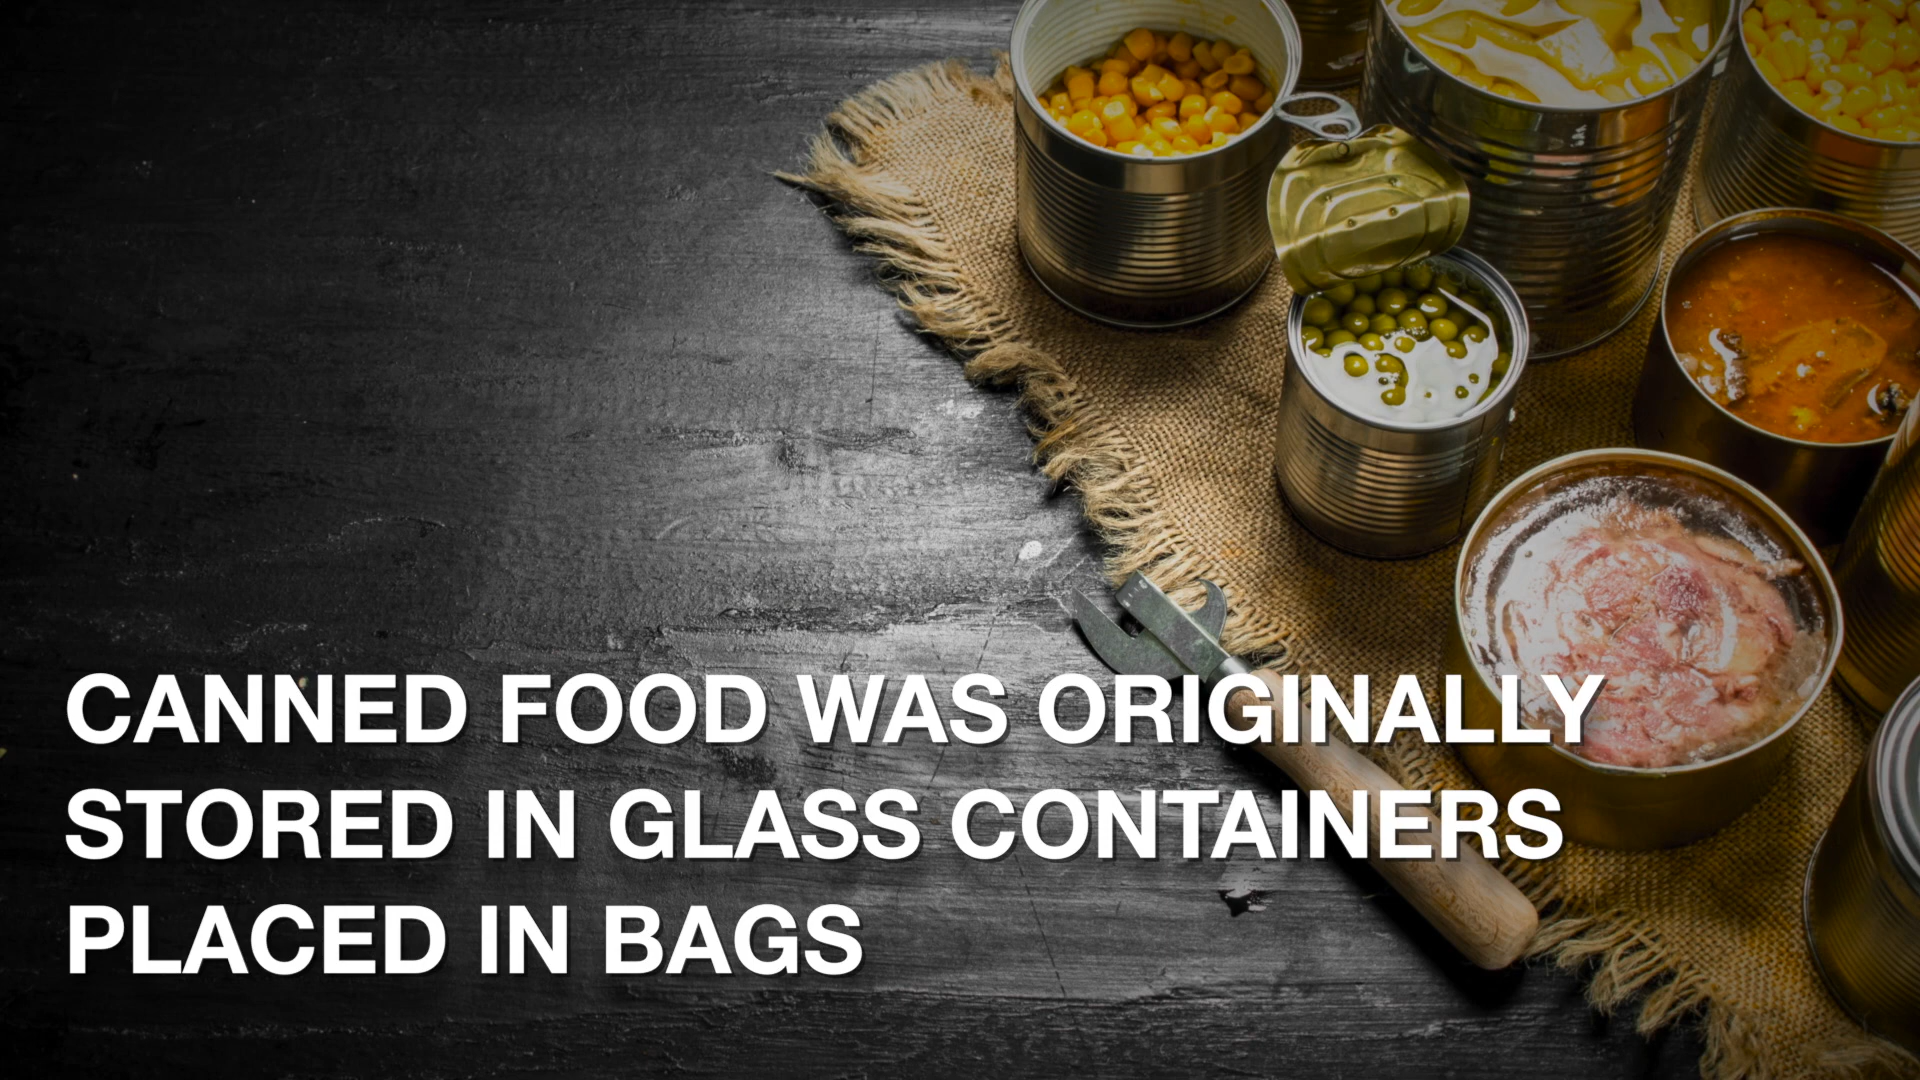 CANNED FOOD WAS ORIGINALLY
STORED IN GLASS CONTAINERS
PLACED IN BAGS